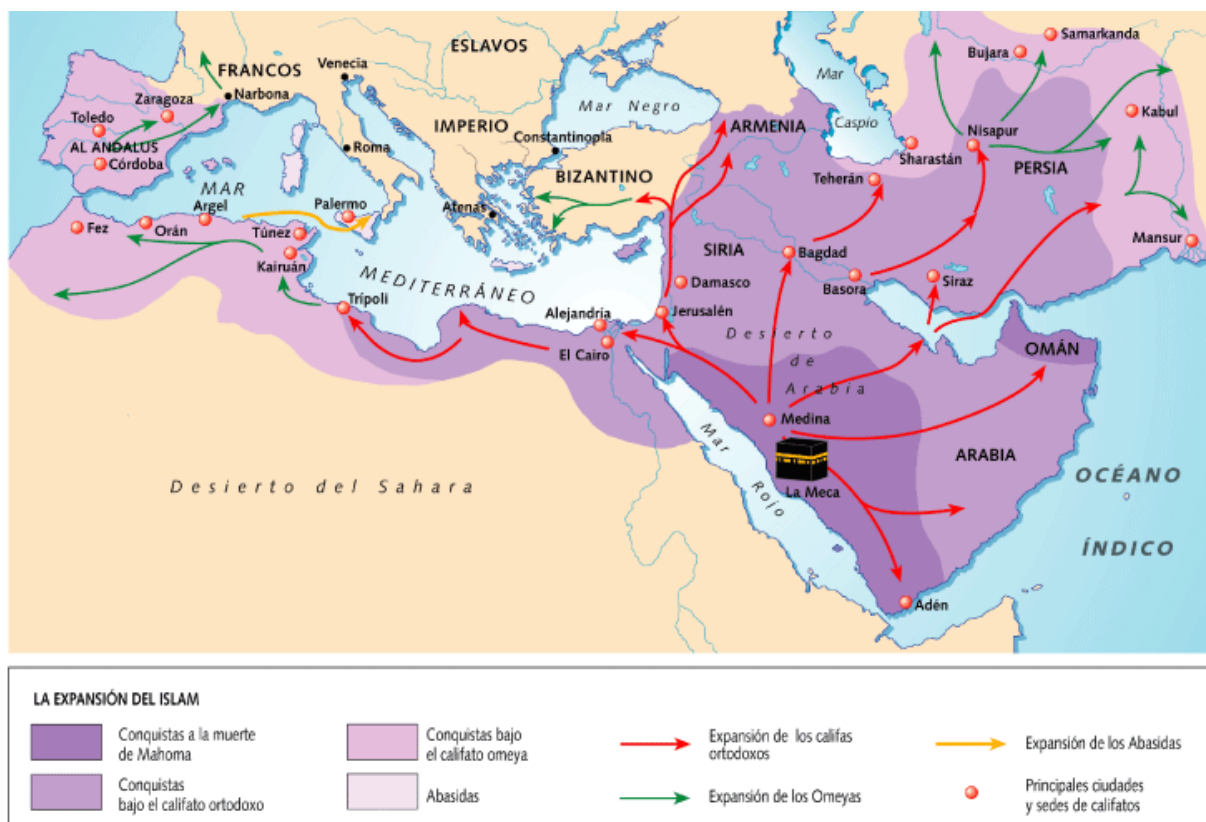 ESLAVOS
FRANCOS
Venecia
Narbona
Zaragoza
Toledo
AL ANDALUS
Córdoba
IMPERIO
BIZANTINO
Roma
Constantinopla
Mar Negro
Atenas
ARMENIA
Mar
Caspio
Samarkanda
Bujara
Kabul
Nisapur
Sharastán
PERSIA
Teherán
Mansur
MAR
MEDITERRÁNEO
Argel
Fez
Orán
Túnez
Kairuán
Palermo
Trípoli
Alejandría
El Cairo
SIRIA
Damasco
Jerusalén
Bagdad
Basora
Siraz
Desierto
de
Arabia
OMÁN
Medina
La Meca
ARABIA
Mar
Rojo
Adén
OCÉANO
ÍNDICO
Desierto del Sahara
LA EXPANSIÓN DEL ISLAM
Conquistas a la muerte
de Mahoma
Conquistas
bajo el califato ortodoxo
Conquistas bajo
el califato omeya
Abasidas
Expansión de los califas
ortodoxos
Expansión de los Omeyas
Expansión de los Abasidas
Principales ciudades
y sedes de califatos